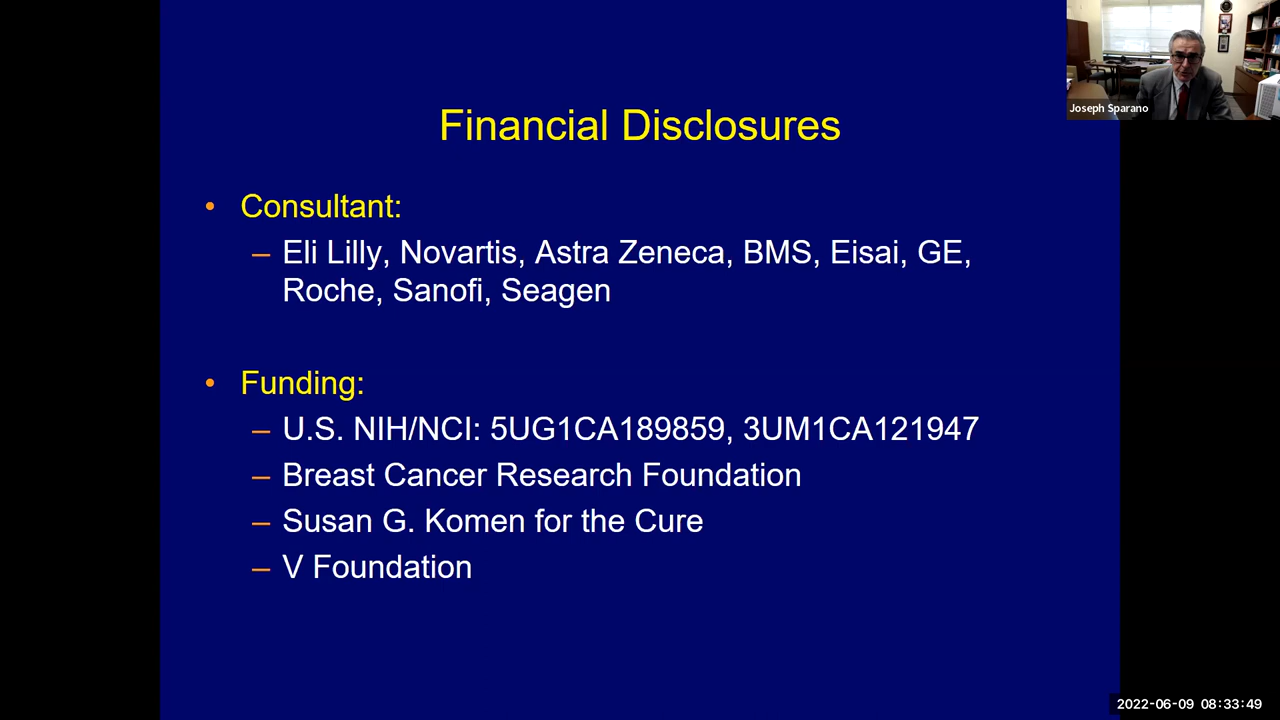 Joseph Sparano
Financial Disclosures
• Consultant:
– Eli Lilly, Novartis, Astra Zeneca, BMS, Eisai, GE,
Roche, Sanofi, Seagen
• Funding:
– U.S. NIH/NCI: 5UG1CA189859, 3UM1CA121947
– Breast Cancer Research Foundation
– Susan G. Komen for the Cure
– V Foundation
2022-06-09 08:33:49